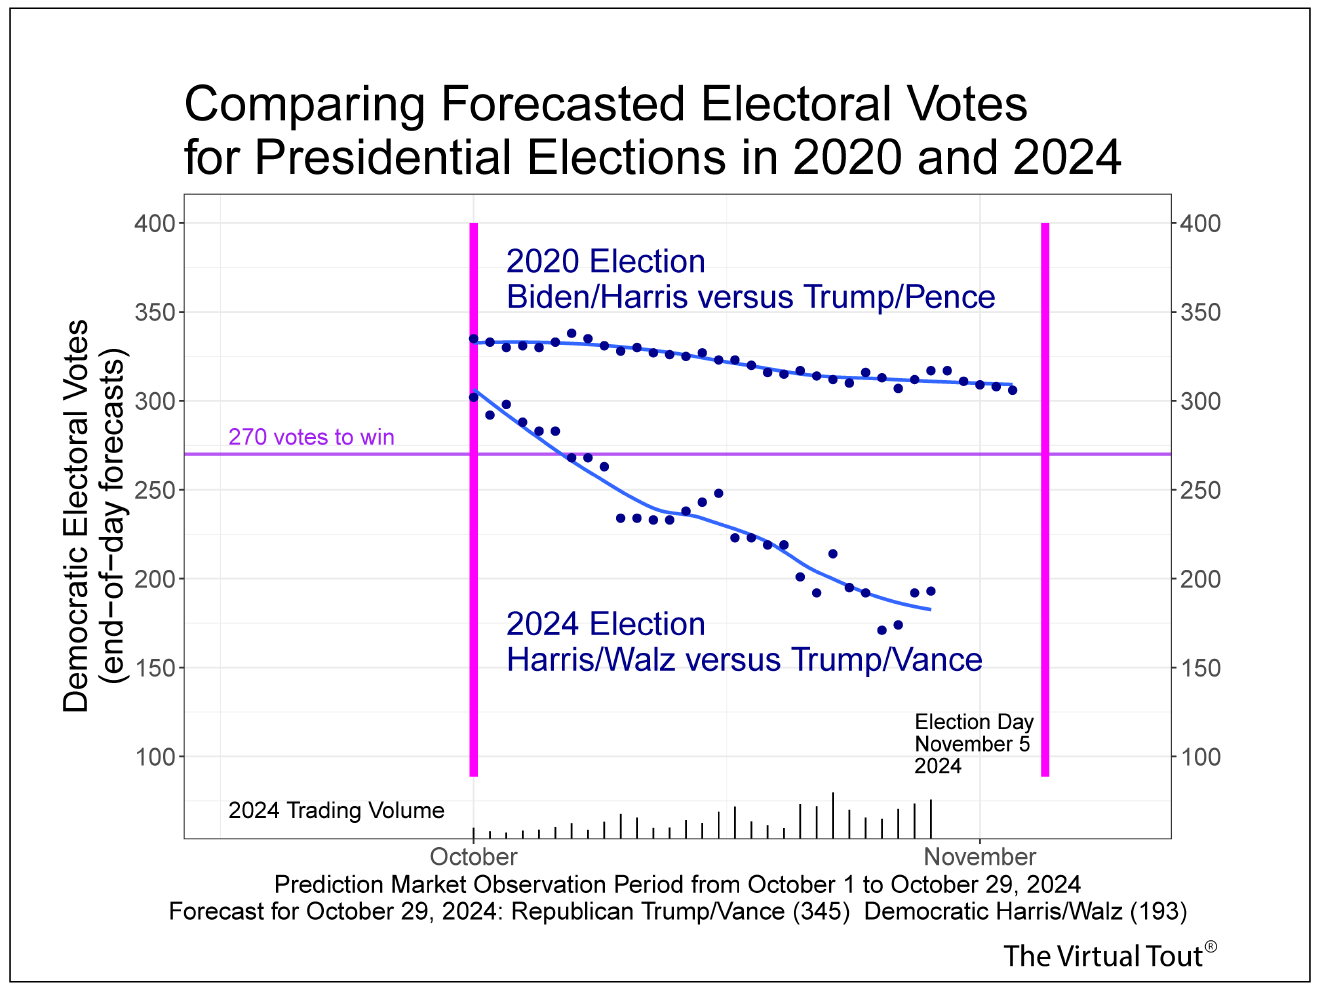 Comparing Forecasted Electoral Votes
for Presidential Elections in 2020 and 2024
400
400
2020 Election
Biden/Harris versus Trump/Pence
350
350
300
300
270 votes to win
250
250
200
200
2024 Election
Harris/Walz versus Trump/Vance
150
150
Election Day
November 5
2024
100
100
Democratic Electoral Votes
(end−of−day forecasts)
2024 Trading Volume
October
November
Prediction Market Observation Period from October 1 to October 29, 2024
Forecast for October 29, 2024: Republican Trump/Vance (345)  Democratic Harris/Walz (193)
The Virtual Tout®